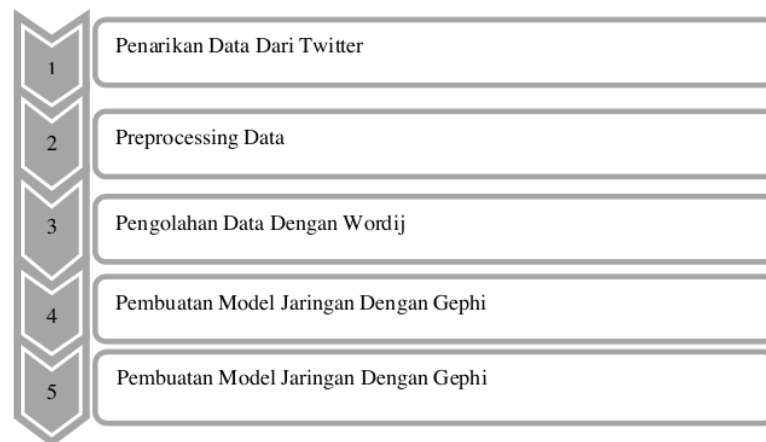 1
Penarikan Data Dari Twitter
2
Preprocessing Data
3
Pengolahan Data Dengan Wordij
4
Pembuatan Model Jaringan Dengan Gephi
5
Pembuatan Model Jaringan Dengan Gephi